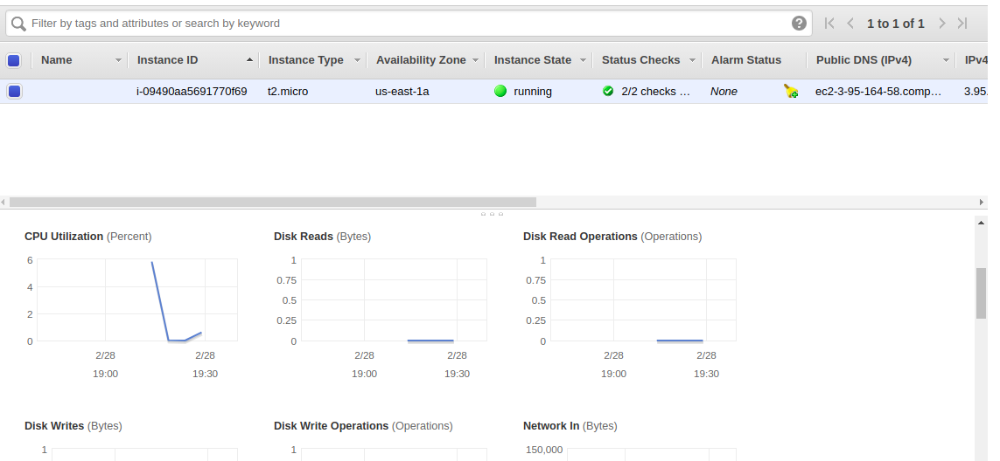 Filter by tags and attributes or search by keyword
1 to 1 of 1
Name Instance ID Instance Type Availability Zone Instance State Status Checks Alarm Status Public DNS (IPv4) IPv4
i-09490aa5691770f69 t2.micro us-east-1a running 2/2 checks … None ec2-3-95-164-58.comp… 3.95.
CPU Utilization (Percent) Disk Reads (Bytes) Disk Read Operations (Operations)
6 1 1
4 0.75 0.75
2 0.5 0.5
0.25 0.25
0 0 0
2/28 2/28 2/28 2/28 2/28 2/28
19:00 19:30 19:00 19:30 19:00 19:30
Disk Writes (Bytes) Disk Write Operations (Operations) Network In (Bytes)
1 1 150,000